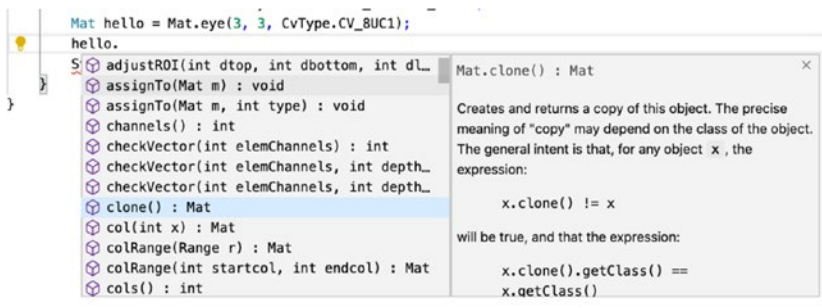 Mat hello = Mat.eye(3, 3, CvType.CV_8UC1);
hello.
S
}
}
adjustROI(int dtop, int dbottom, int dl…
assignTo(Mat m) : void
assignTo(Mat m, int type) : void
channels() : int
checkVector(int elemChannels) : int
checkVector(int elemChannels, int depth…
checkVector(int elemChannels, int depth…
clone() : Mat
col(int x) : Mat
colRange(Range r) : Mat
colRange(int startcol, int endcol) : Mat
cols() : int
Mat.clone() : Mat
Creates and returns a copy of this object. The precise
meaning of "copy" may depend on the class of the object.
The general intent is that, for any object x , the
expression:
x.clone() != x
will be true, and that the expression:
x.clone().getClass() ==
x.getClass()